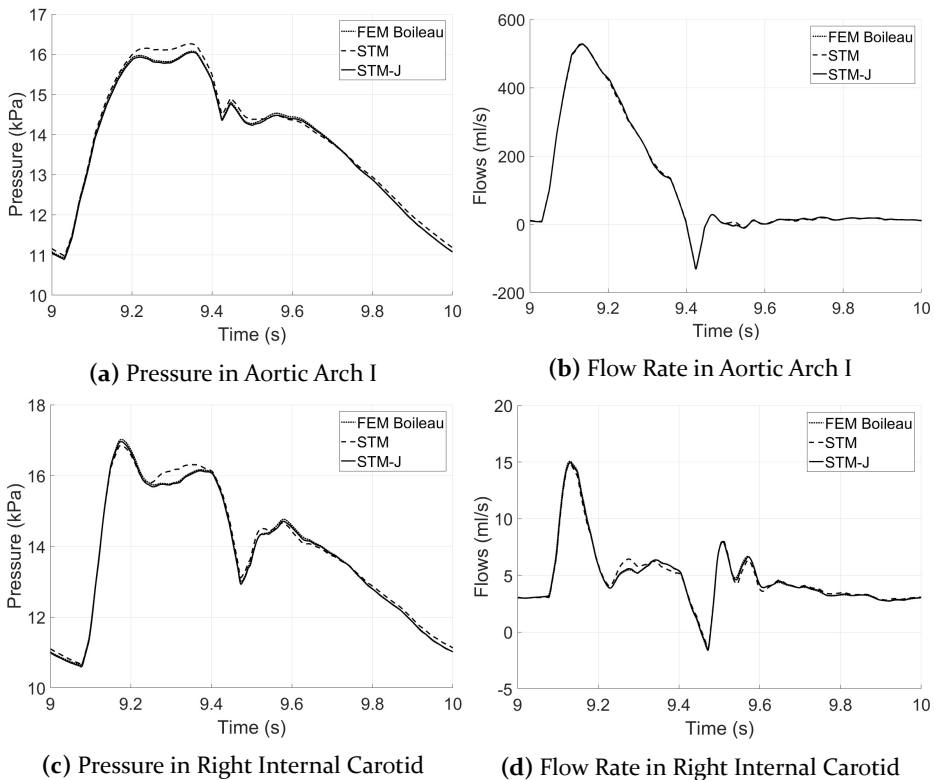 17
16
15
14
13
12
11
10
Pressure (kPa)
9
9.2
9.4
9.6
9.8
10
Time (s)
FEM Boileau
STM
STM-J
(a) Pressure in Aortic Arch I
600
400
200
0
-200
Flows (ml/s)
9
9.2
9.4
9.6
9.8
10
Time (s)
FEM Boileau
STM
STM-J
(b) Flow Rate in Aortic Arch I
18
16
14
12
10
Pressure (kPa)
9
9.2
9.4
9.6
9.8
10
Time (s)
FEM Boileau
STM
STM-J
(c) Pressure in Right Internal Carotid
20
15
10
5
0
-5
Flows (ml/s)
9
9.2
9.4
9.6
9.8
10
Time (s)
FEM Boileau
STM
STM-J
(d) Flow Rate in Right Internal Carotid